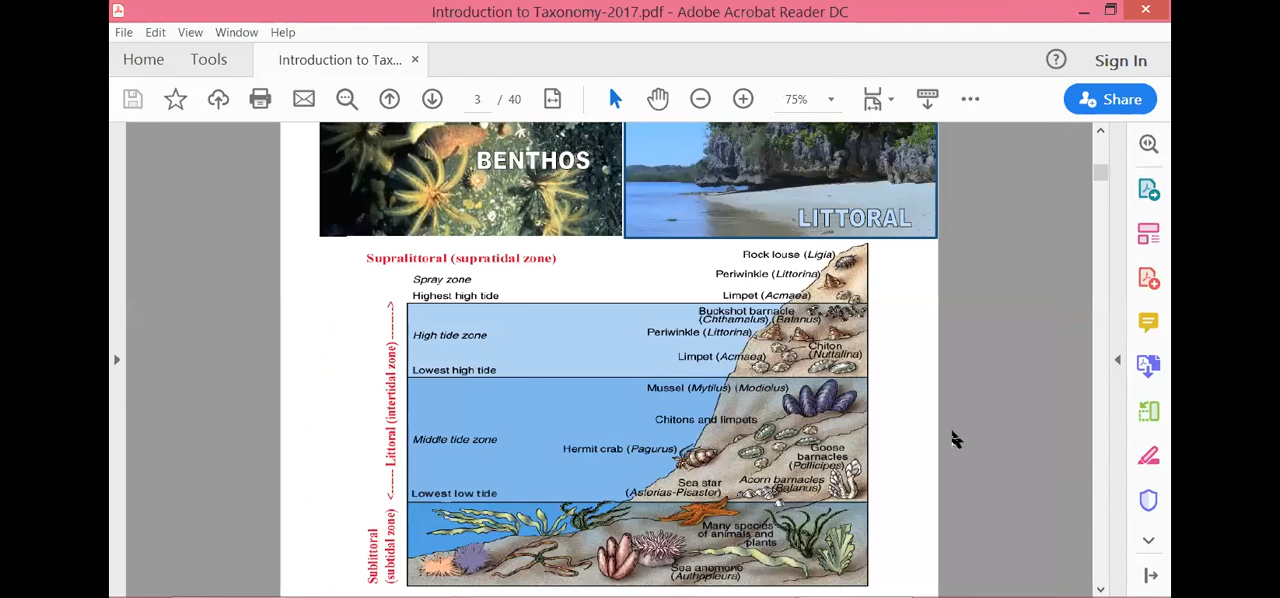 Introduction to Taxonomy-2017.pdf - Adobe Acrobat Reader DC
File Edit View Window Help
Home Tools Introduction to Tax... ×
Sign In
3 / 40
75%
Share
BENTHOS
LITTORAL
Supralittoral (supratidal zone)
Rock louse (Ligia)
Spray zone
Periwinkle (Littorina)
Highest high tide
Limpet (Acmaea)
Buckshot barnacle
(Chthamalus) (Balanus)
High tide zone
Periwinkle (Littorina)
Chiton
(Nuttalina)
Limpet (Acmaea)
Lowest high tide
Mussel (Mytilus) (Modiolus)
Chitons and limpets
Middle tide zone
Hermit crab (Pagurus)
Goose
barnacles
(Pollicipes)
Sea star
(Asterias-Pisaster)
Acorn barnacles
(Balanus)
Lowest low tide
<----- Littoral (intertidal zone) ------->
Sublittoral
(subtidal zone)
Many species
of animals and
plants
Sea anemone
(Authopleura)